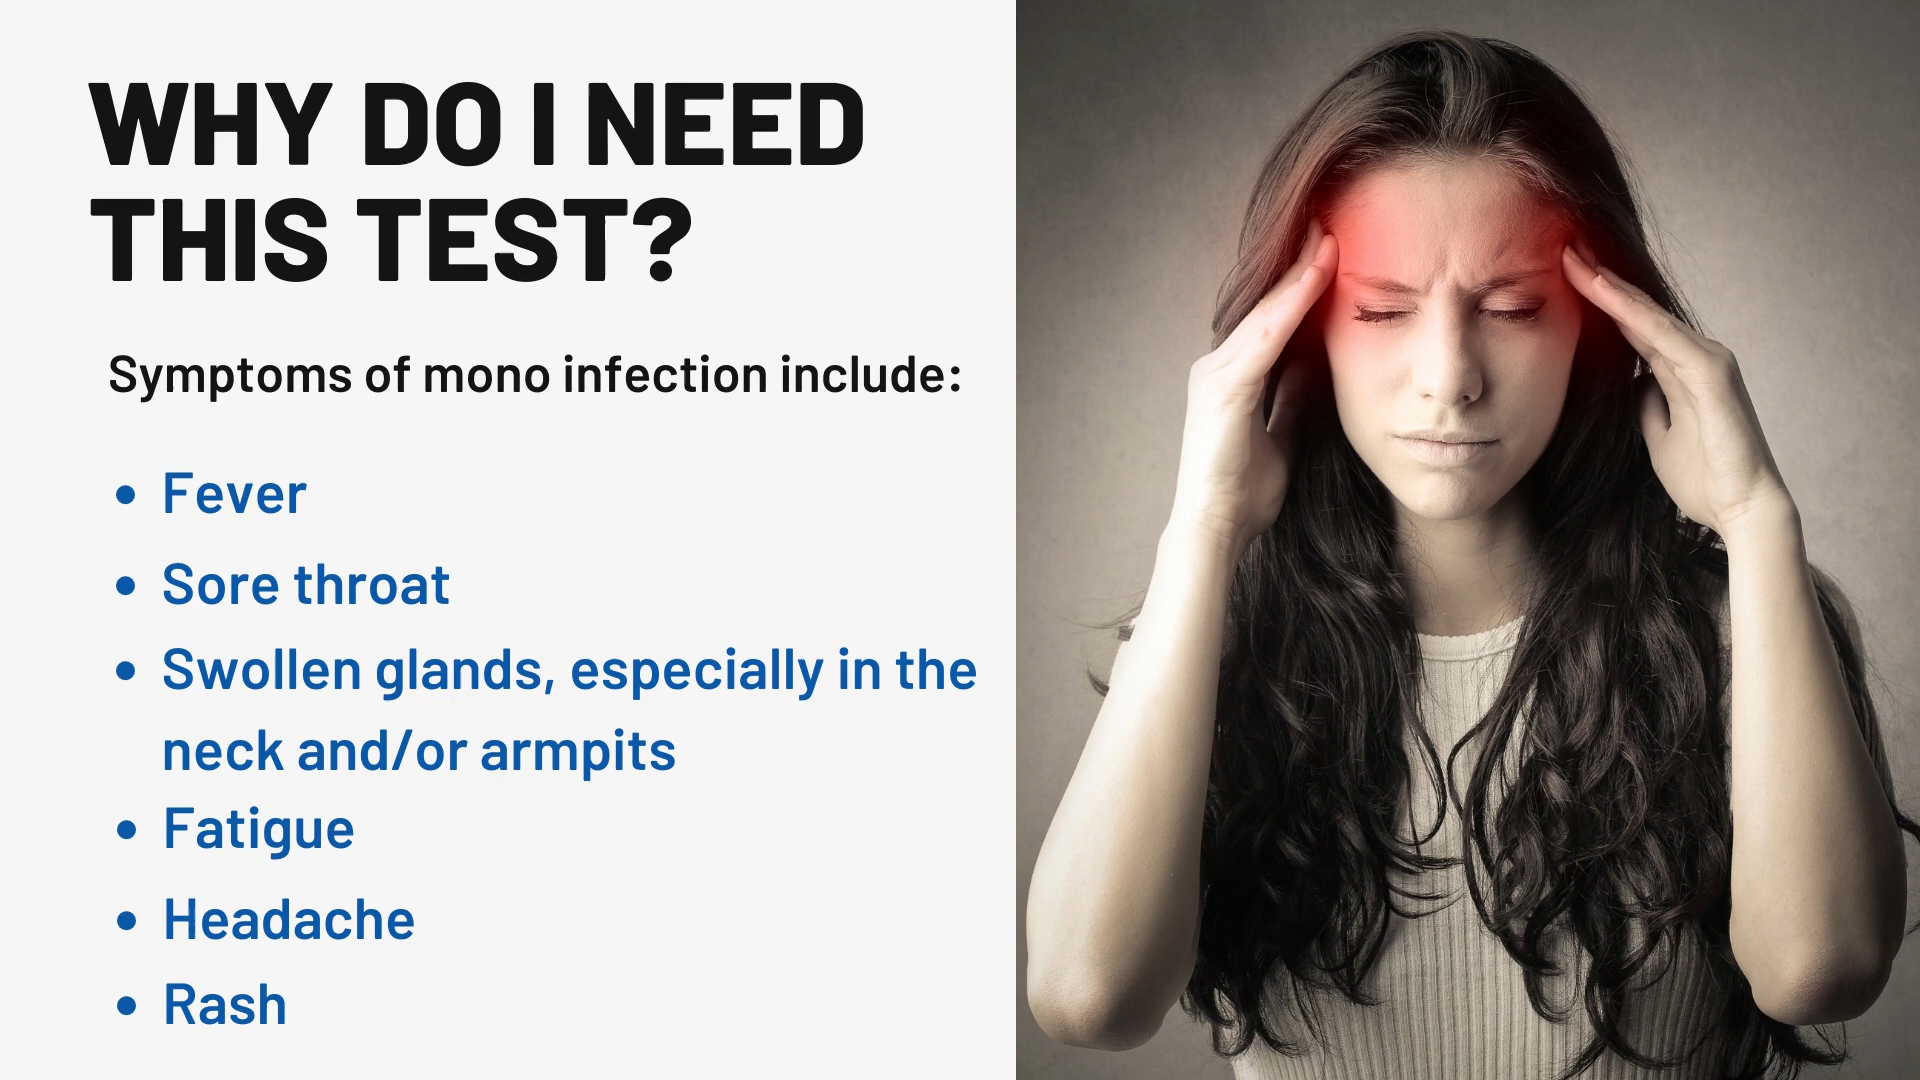 WHY DO I NEED
THIS TEST?
Symptoms of mono infection include:
• Fever
• Sore throat
• Swollen glands, especially in the
neck and/or armpits
• Fatigue
• Headache
• Rash